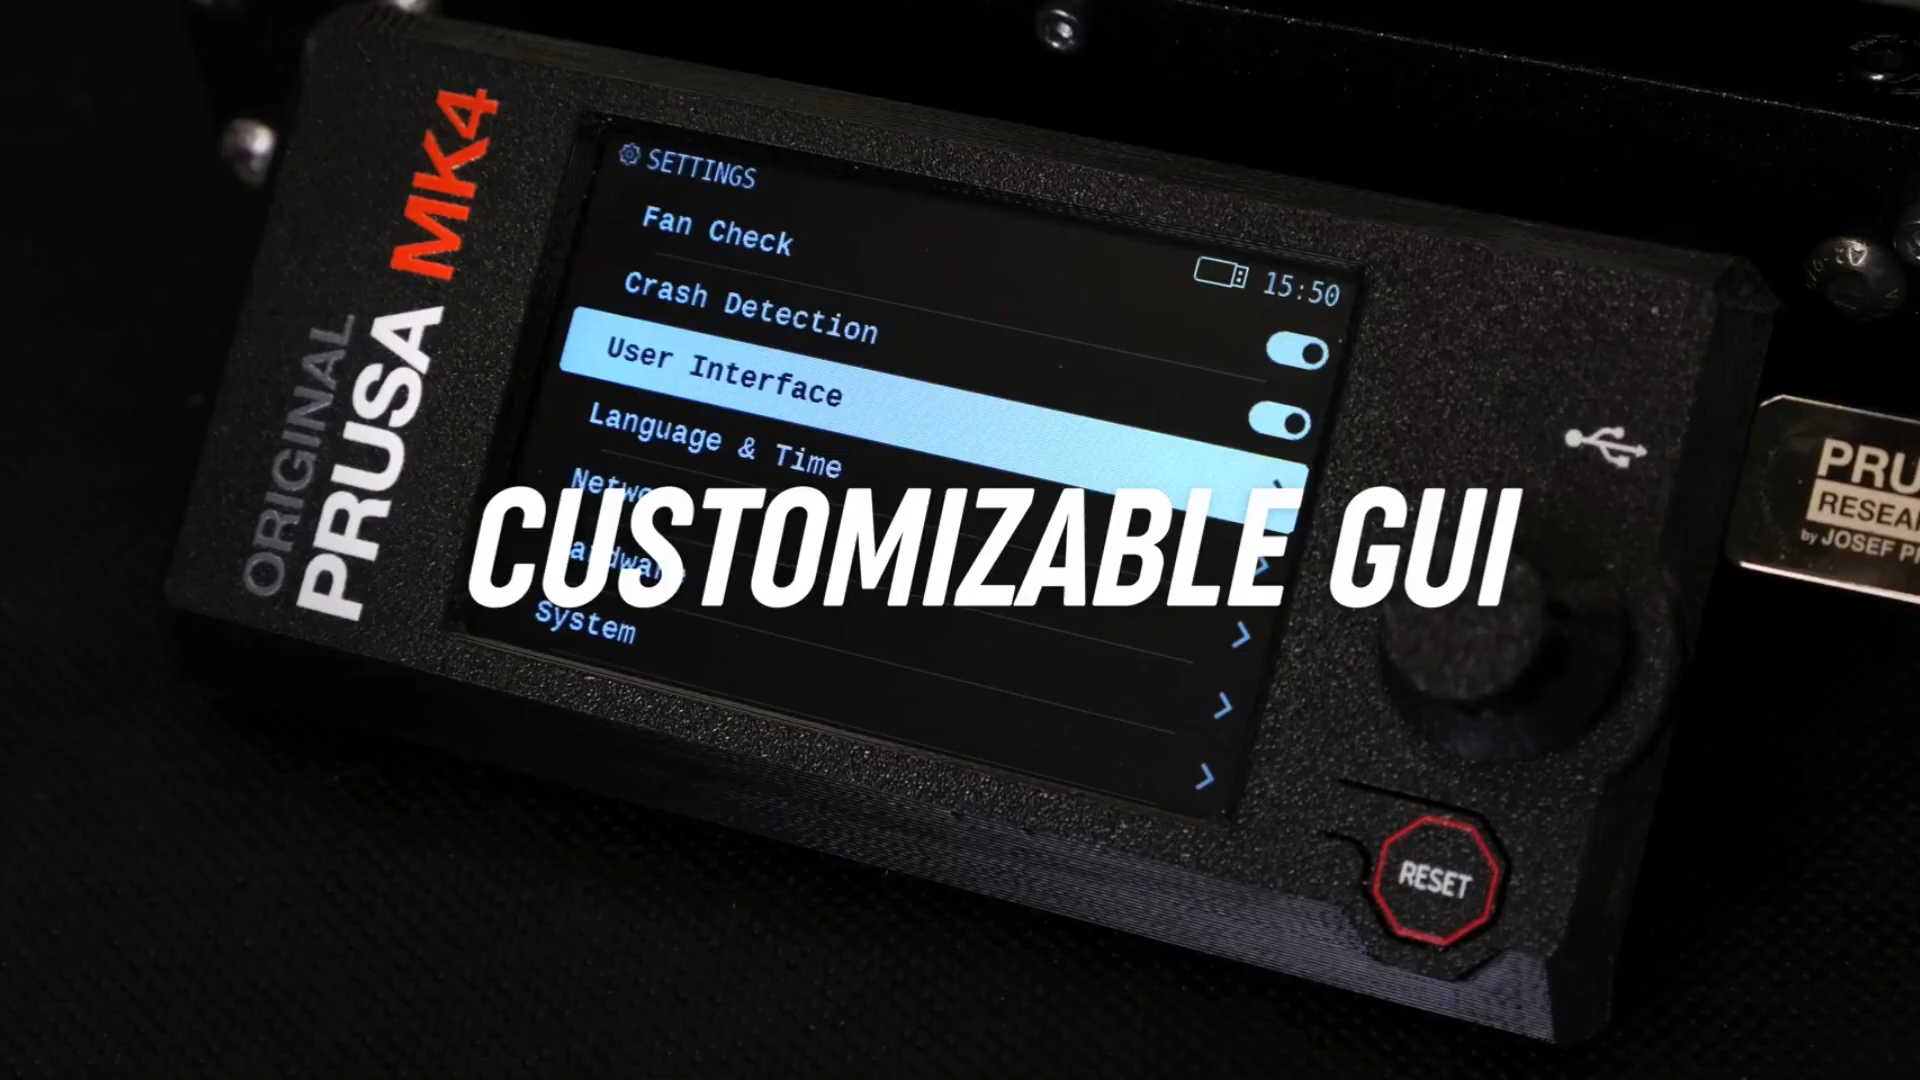 ORIGINAL
PRUSA MK4
SETTINGS
15:50
Fan Check
Crash Detection
User Interface
Language & Time
System
CUSTOMIZABLE GUI
RESET
PRU
RESEA
by JOSEF P